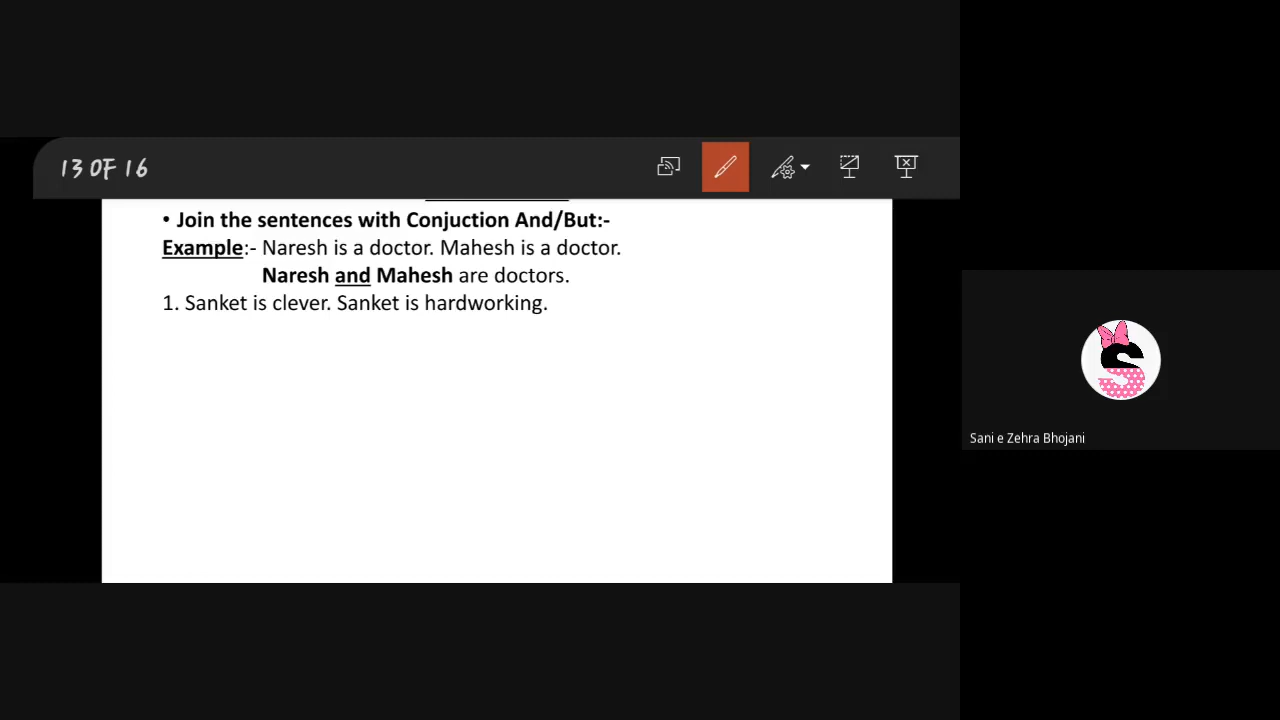 13 OF 16
• Join the sentences with Conjuction And/But:-
Example:- Naresh is a doctor. Mahesh is a doctor.
Naresh and Mahesh are doctors.
1. Sanket is clever. Sanket is hardworking.
S
Sani e Zehra Bhojani